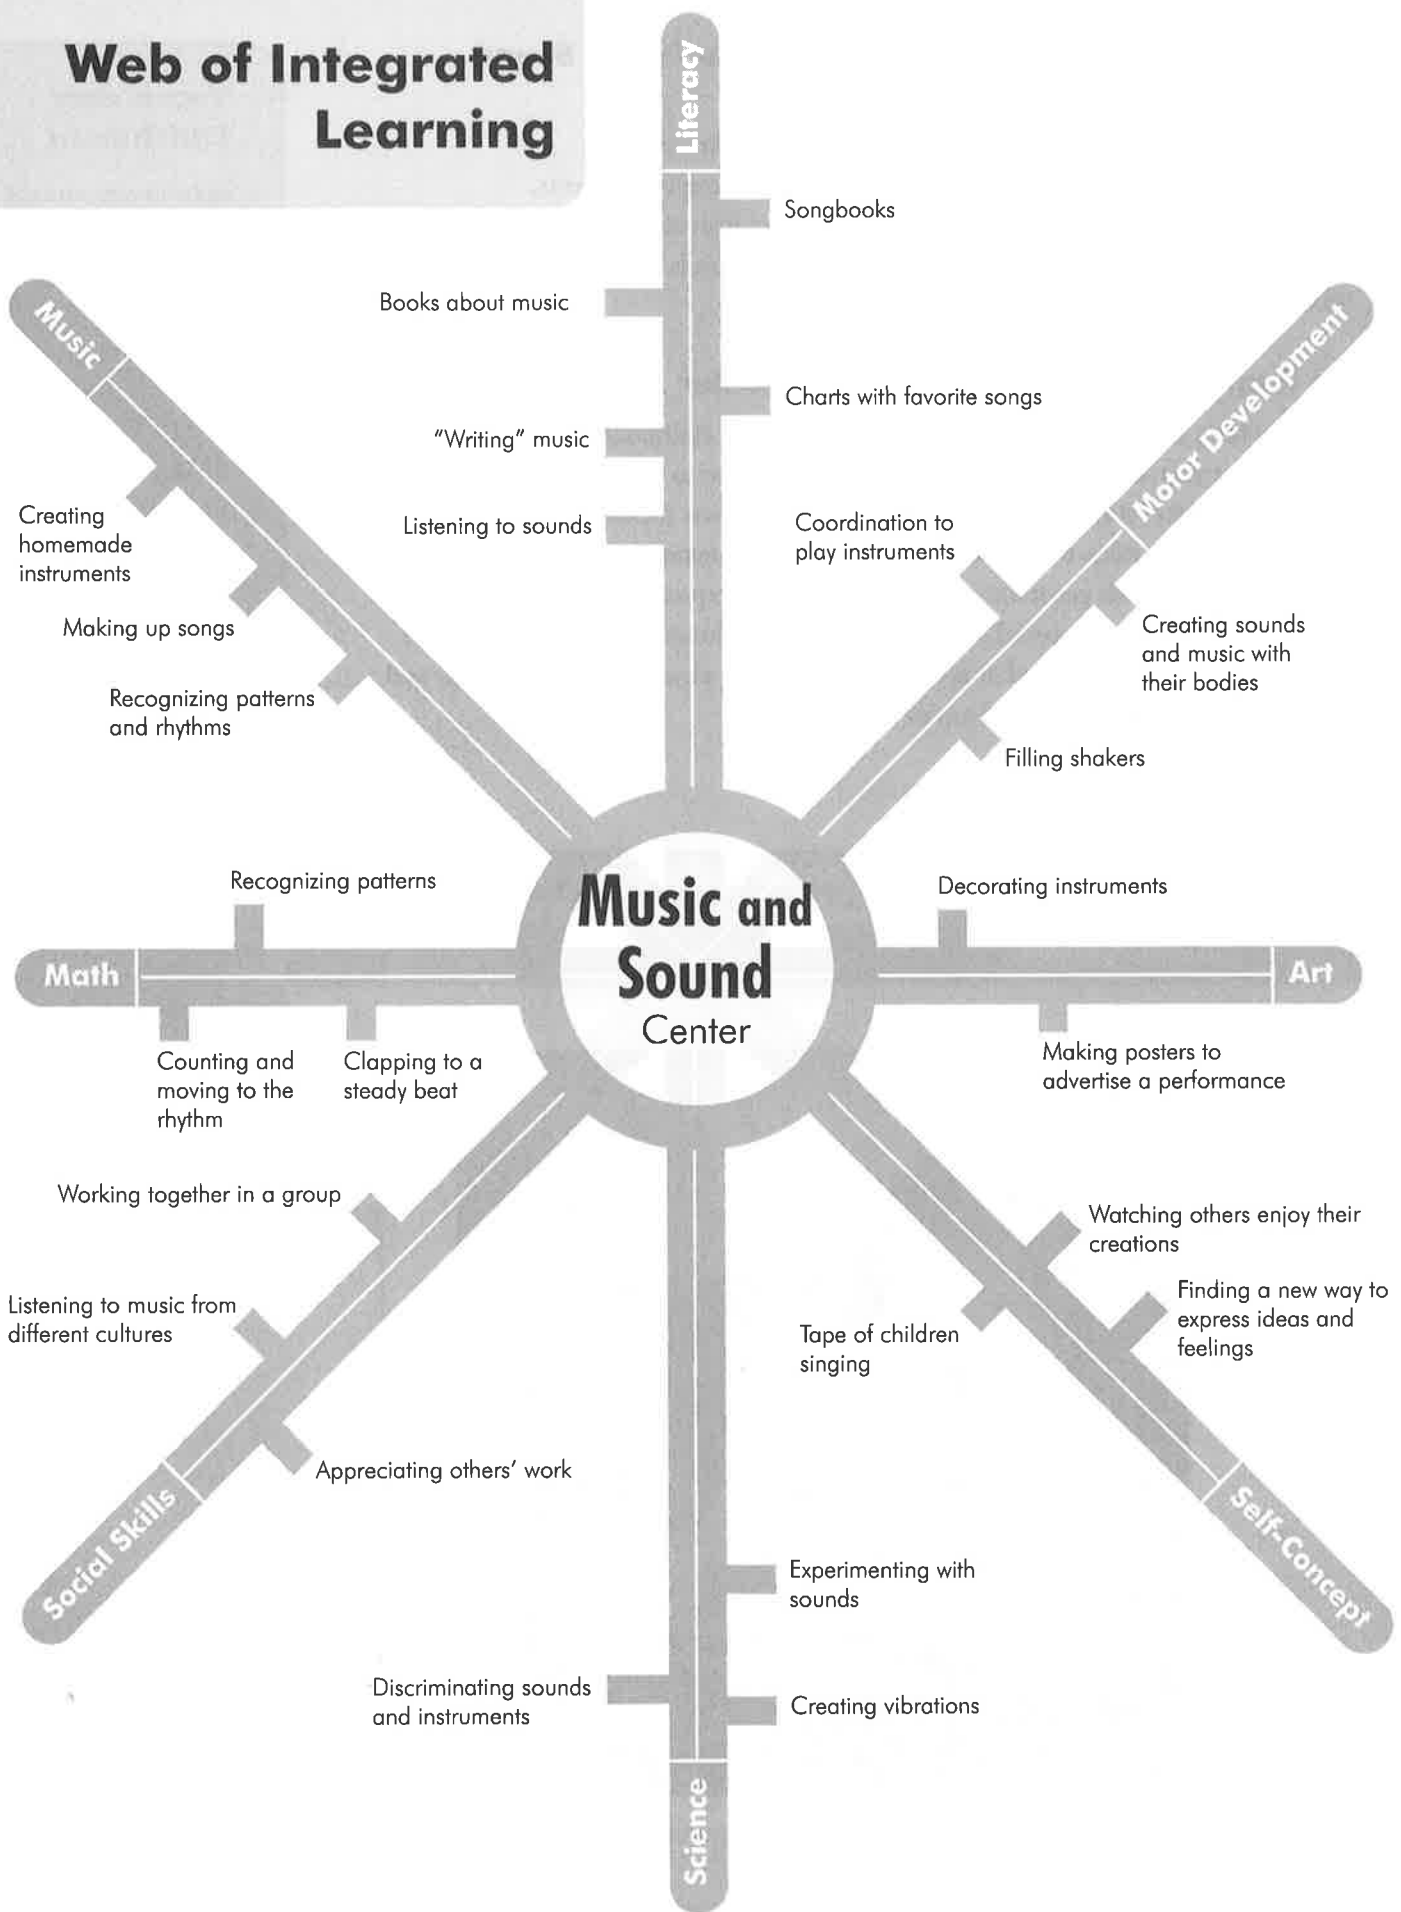 Web of Integrated
Learning
Literacy
Songbooks
Books about music
Charts with favorite songs
"Writing" music
Listening to sounds
Music
Creating
homemade
instruments
Making up songs
Recognizing patterns
and rhythms
Motor Development
Coordination to
play instruments
Creating sounds
and music with
their bodies
Filling shakers
Music and
Sound
Center
Math
Recognizing patterns
Counting and
moving to the
rhythm
Clapping to a
steady beat
Art
Decorating instruments
Making posters to
advertise a performance
Social Skills
Working together in a group
Listening to music from
different cultures
Appreciating others' work
Self-Concept
Watching others enjoy their
creations
Finding a new way to
express ideas and
feelings
Tape of children
singing
Science
Experimenting with
sounds
Discriminating sounds
and instruments
Creating vibrations